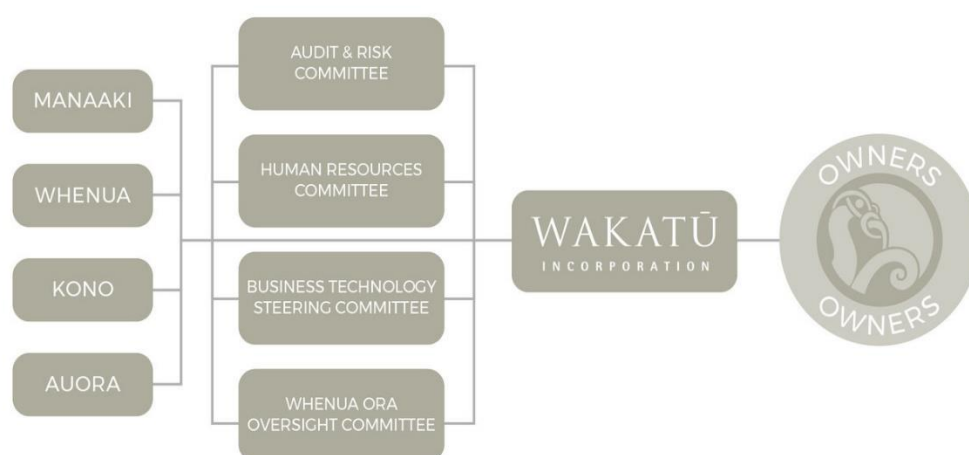 MANAAKI
WHENUA
KONO
AUORA
AUDIT & RISK
COMMITTEE
HUMAN RESOURCES
COMMITTEE
BUSINESS TECHNOLOGY
STEERING COMMITTEE
WHENUA ORA
OVERSIGHT COMMITTEE
WAKATŪ
INCORPORATION
OWNERS
OWNERS